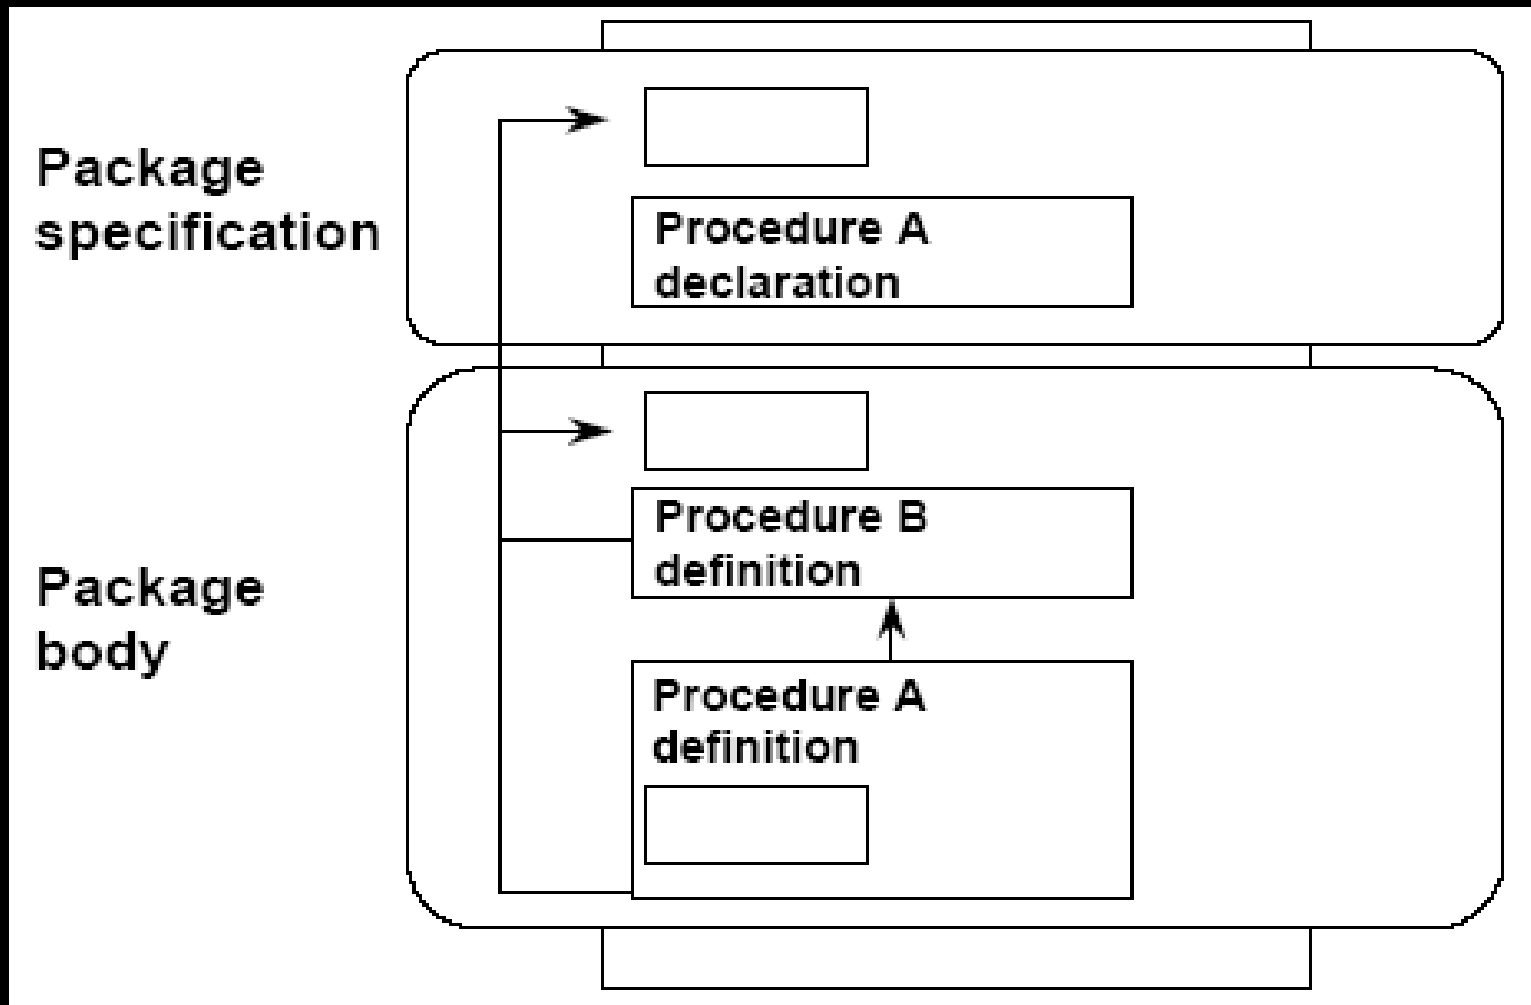 Package
specification
Procedure A
declaration
Package
body
Procedure B
definition
Procedure A
definition